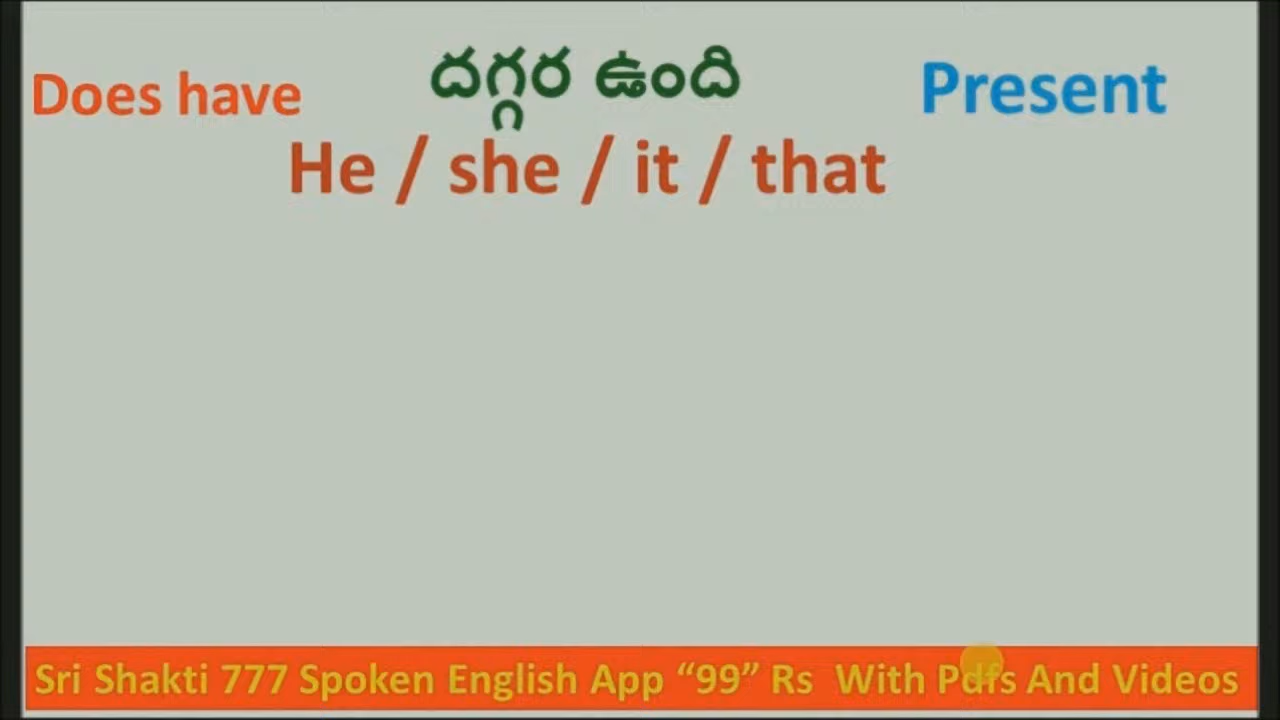 Does have దగ్గర ఉంది Present
He / she / it / that
Sri Shakti 777 Spoken English App “99” Rs With Pdfs And Videos